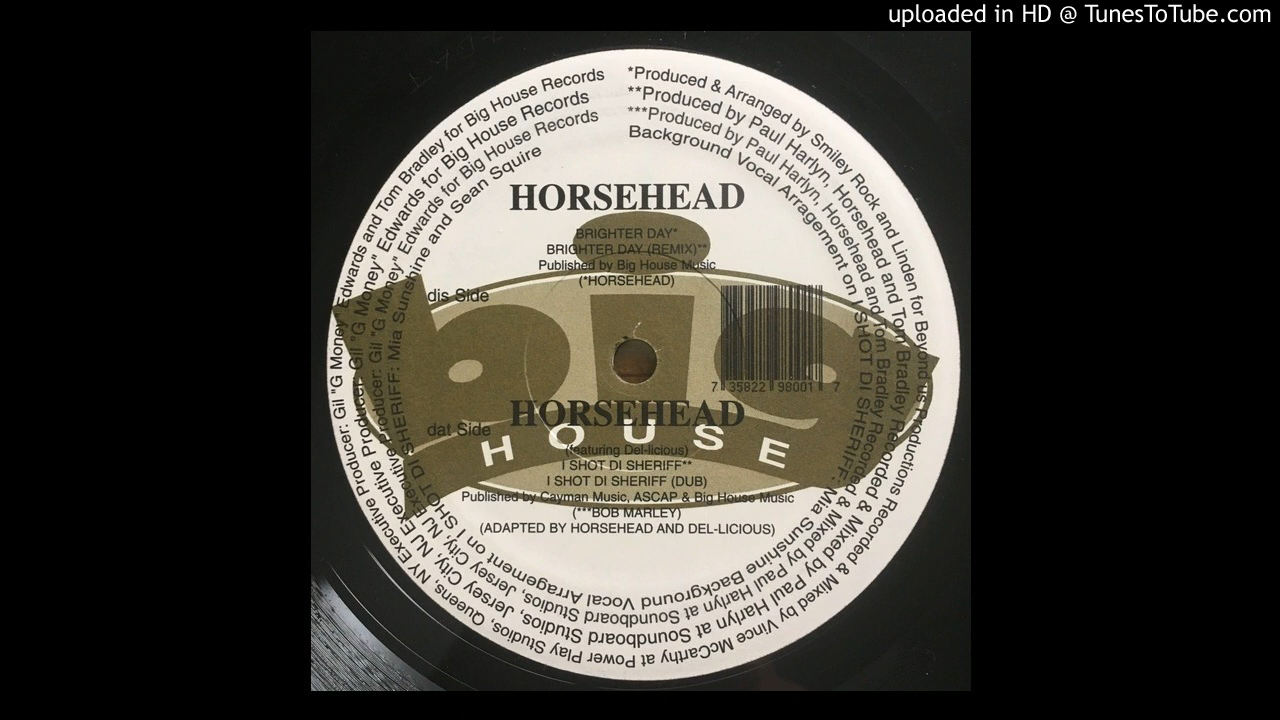 uploaded in HD @ TunesToTube.com
*Produced & Arranged by Smiley Rock and Linden for Beyond us Productions Recorded & Mixed by Vince McCarthy at Power Play Studios, Queens, NY Executive Producer: Gil "G Money" Edwards and Tom Bradley for Big House Records
**Produced by Paul Harlyn, Horsehead and Tom Bradley Recorded & Mixed by Paul Harlyn at Soundboard Studios, Jersey City, NJ Executive Producer: Gil "G Money" Edwards for Big House Records
***Produced by Paul Harlyn, Horsehead and Tom Bradley Recorded & Mixed by Paul Harlyn at Soundboard Studios, Jersey City, NJ Executive Producer: Gil "G Money" Edwards for Big House Records
Background Vocal Arragement on I SHOT DI SHERIFF: Mia Sunshine Background Vocal Arragement on I SHOT DI SHERIFF: Mia Sunshine and Sean Squire
HORSEHEAD
BRIGHTER DAY*
BRIGHTER DAY (REMIX)**
Published by Big House Music
(*HORSEHEAD)
dis Side
big
7 35822 98001 7
HORSEHEAD
dat Side
HOUSE
(featuring Del-licious)
I SHOT DI SHERIFF**
I SHOT DI SHERIFF (DUB)
Published by Cayman Music, ASCAP & Big House Music
(***BOB MARLEY)
(ADAPTED BY HORSEHEAD AND DEL-LICIOUS)